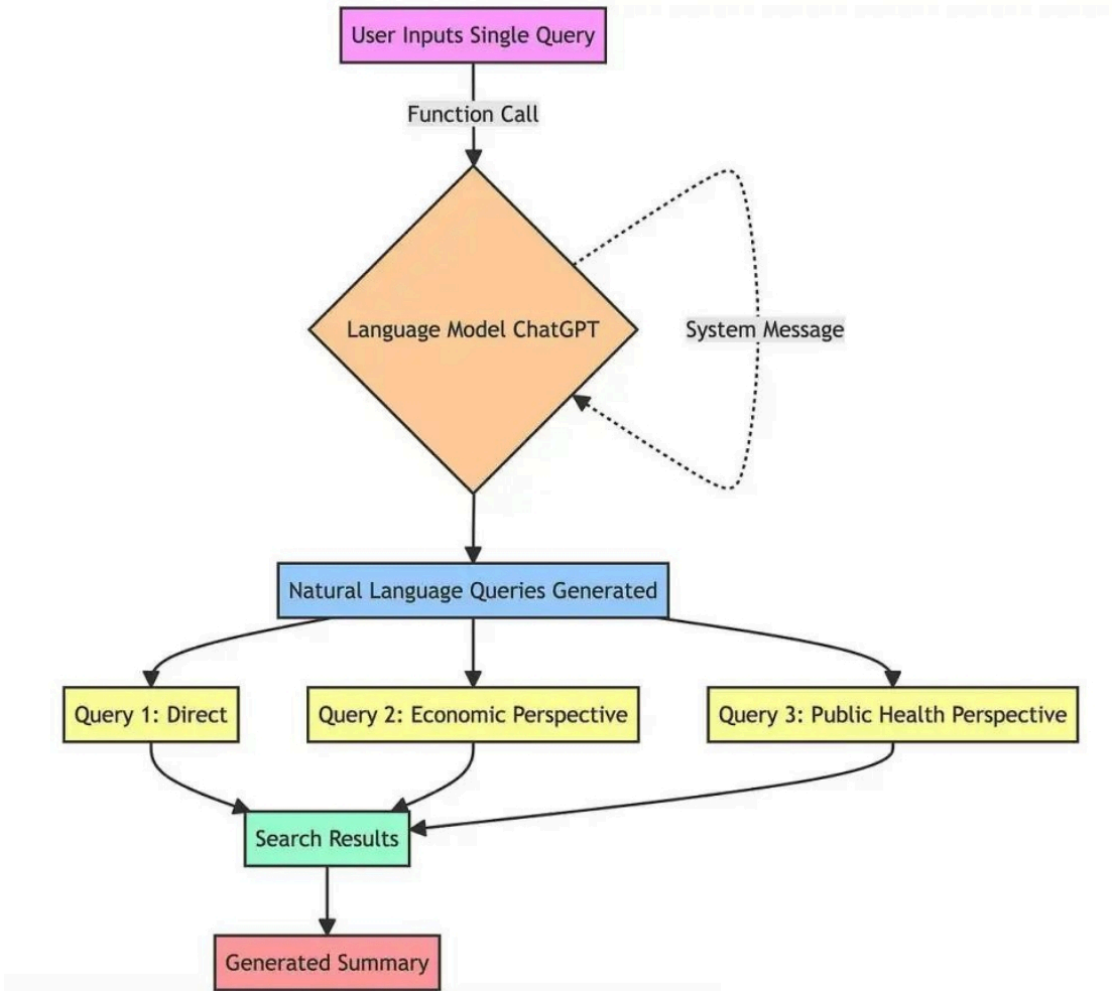 User Inputs Single Query
Function Call
Language Model ChatGPT
System Message
Natural Language Queries Generated
Query 1: Direct
Query 2: Economic Perspective
Query 3: Public Health Perspective
Search Results
Generated Summary